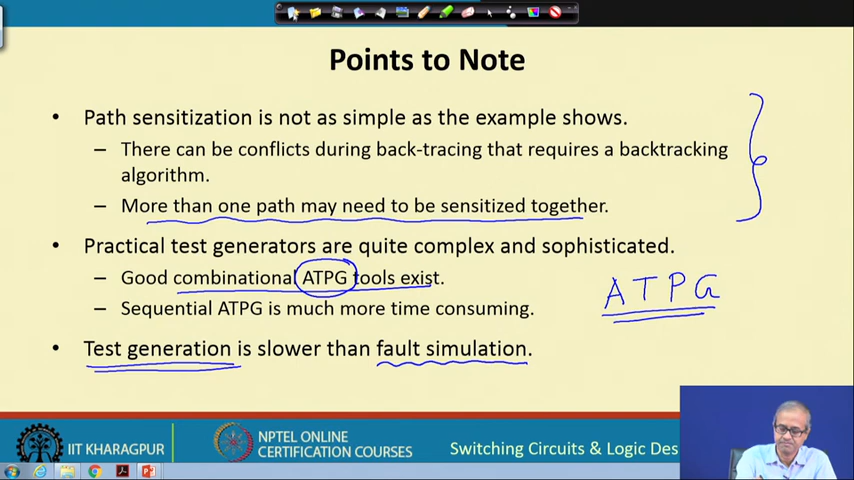 Points to Note
• Path sensitization is not as simple as the example shows.
– There can be conflicts during back-tracing that requires a backtracking
algorithm.
– More than one path may need to be sensitized together.
• Practical test generators are quite complex and sophisticated.
– Good combinational ATPG tools exist.
ATPG
– Sequential ATPG is much more time consuming.
• Test generation is slower than fault simulation.
IIT KHARAGPUR
NPTEL ONLINE
CERTIFICATION COURSES
Switching Circuits & Logic Des